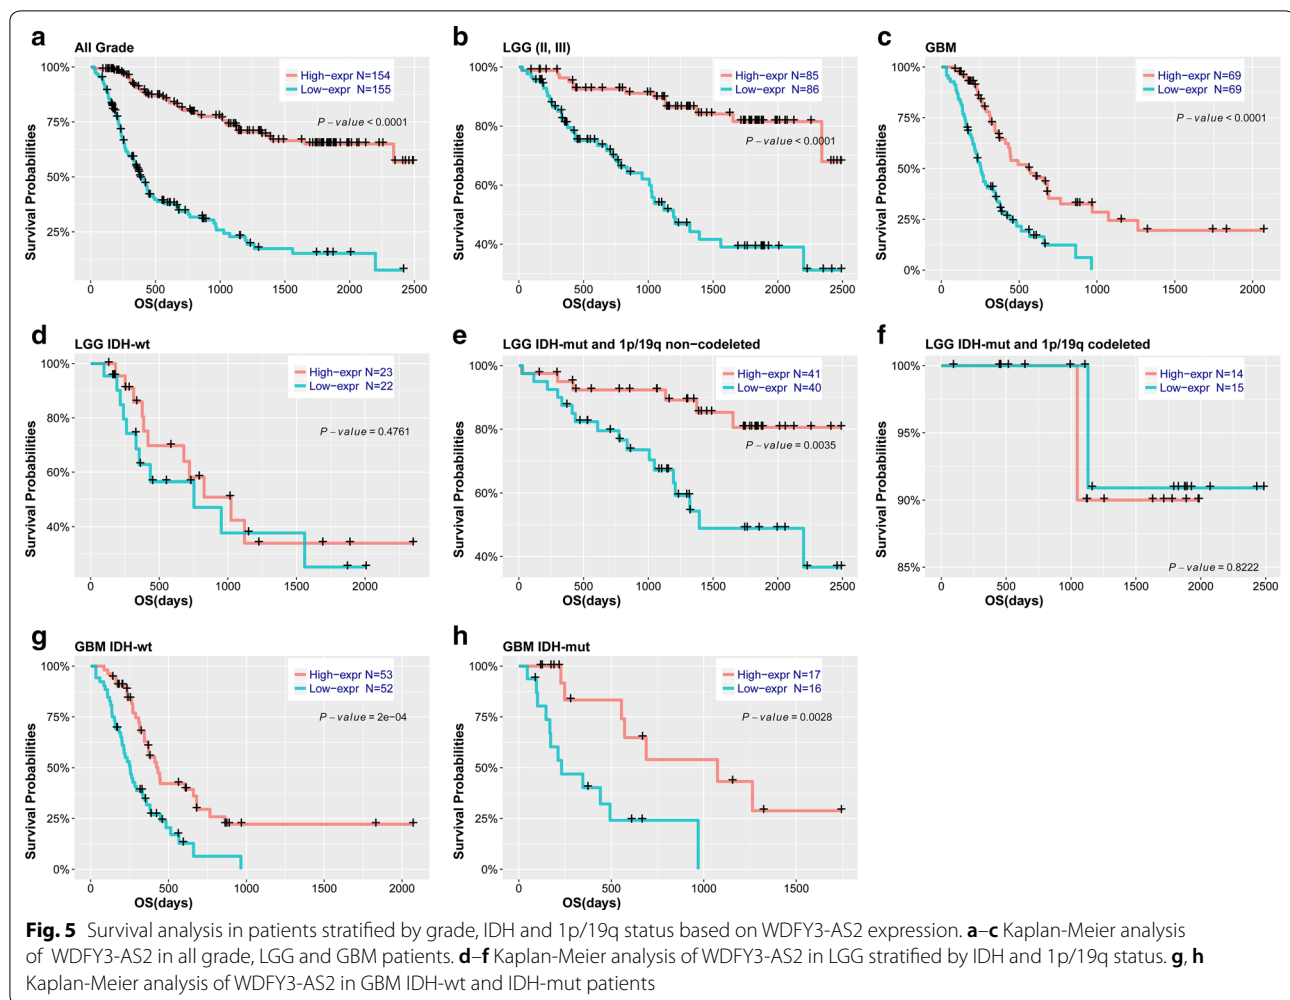 a
All Grade
100%
75%
50%
25%
High-expr N=154
Low-expr N=155
P − value < 0.0001
0 500 1000 1500 2000 2500
OS(days)
Survival Probabilities
b
LGG (II, III)
100%
80%
60%
40%
High-expr N=85
Low-expr N=86
P − value < 0.0001
0 500 1000 1500 2000 2500
OS(days)
Survival Probabilities
c
GBM
100%
75%
50%
25%
0%
High-expr N=69
Low-expr N=69
P − value < 0.0001
0 500 1000 1500 2000
OS(days)
Survival Probabilities
d
LGG IDH-wt
100%
80%
60%
40%
High-expr N=23
Low-expr N=22
P − value = 0.4761
0 500 1000 1500 2000
OS(days)
Survival Probabilities
e
LGG IDH-mut and 1p/19q non-codeleted
100%
80%
60%
40%
High-expr N=41
Low-expr N=40
P − value = 0.0035
0 500 1000 1500 2000 2500
OS(days)
Survival Probabilities
f
LGG IDH-mut and 1p/19q codeleted
100%
95%
90%
85%
High-expr N=14
Low-expr N=15
P − value = 0.8222
0 500 1000 1500 2000 2500
OS(days)
Survival Probabilities
g
GBM IDH-wt
100%
75%
50%
25%
0%
High-expr N=53
Low-expr N=52
P − value = 2e−04
0 500 1000 1500 2000
OS(days)
Survival Probabilities
h
GBM IDH-mut
100%
75%
50%
25%
0%
High-expr N=17
Low-expr N=16
P − value = 0.0028
0 500 1000 1500
OS(days)
Survival Probabilities
Fig. 5 Survival analysis in patients stratified by grade, IDH and 1p/19q status based on WDFY3-AS2 expression. a–c Kaplan-Meier analysis
of WDFY3-AS2 in all grade, LGG and GBM patients. d–f Kaplan-Meier analysis of WDFY3-AS2 in LGG stratified by IDH and 1p/19q status. g, h
Kaplan-Meier analysis of WDFY3-AS2 in GBM IDH-wt and IDH-mut patients